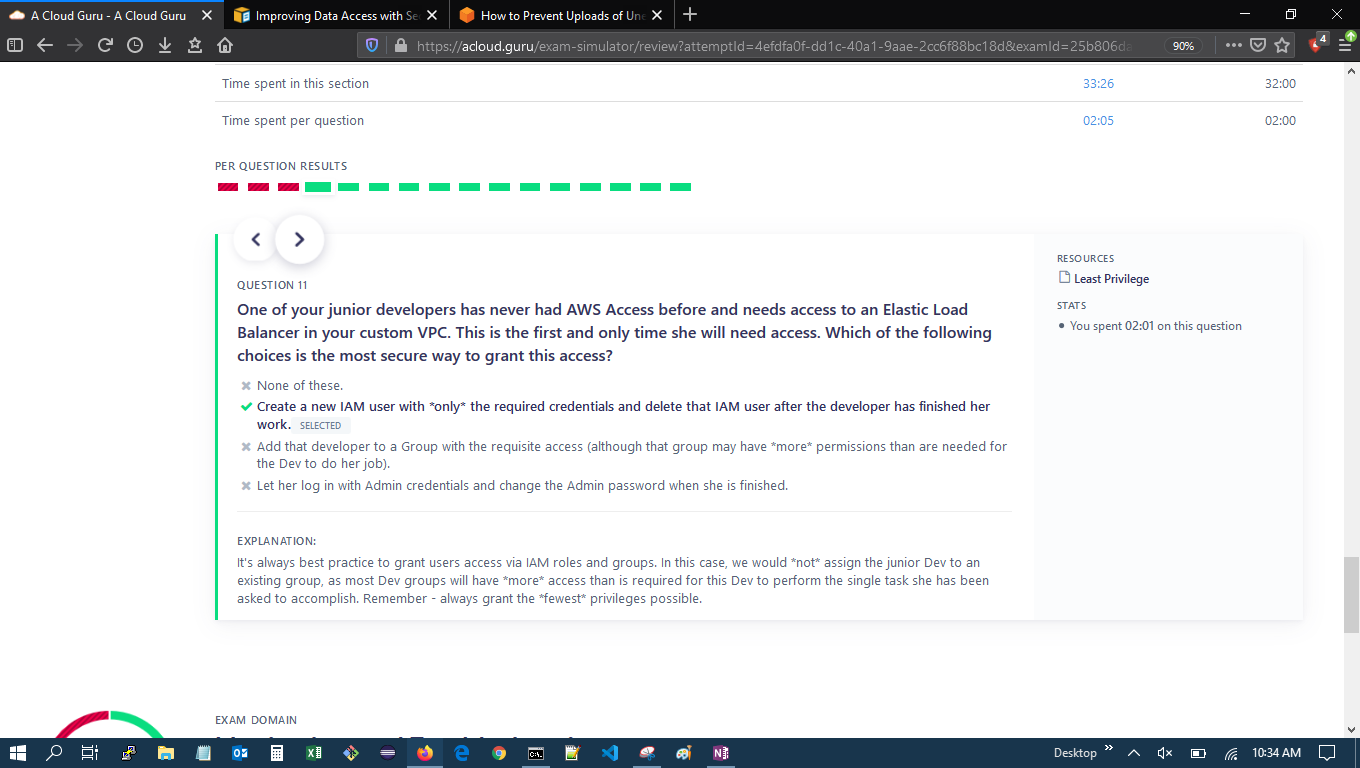 A Cloud Guru - A Cloud Guru
Improving Data Access with Se
How to Prevent Uploads of Une
https://acloud.guru/exam-simulator/review?attemptId=4efdfa0f-dd1c-40a1-9aae-2cc6f88bc18d&examId=25b806d
90%
4
Time spent in this section 33:26 32:00
Time spent per question 02:05 02:00
PER QUESTION RESULTS
QUESTION 11
One of your junior developers has never had AWS Access before and needs access to an Elastic Load
Balancer in your custom VPC. This is the first and only time she will need access. Which of the following
choices is the most secure way to grant this access?
None of these.
Create a new IAM user with *only* the required credentials and delete that IAM user after the developer has finished her
work. SELECTED
Add that developer to a Group with the requisite access (although that group may have *more* permissions than are needed for
the Dev to do her job).
Let her log in with Admin credentials and change the Admin password when she is finished.
EXPLANATION:
It's always best practice to grant users access via IAM roles and groups. In this case, we would *not* assign the junior Dev to an
existing group, as most Dev groups will have *more* access than is required for this Dev to perform the single task she has been
asked to accomplish. Remember - always grant the *fewest* privileges possible.
RESOURCES
Least Privilege
STATS
You spent 02:01 on this question
EXAM DOMAIN
Desktop
10:34 AM